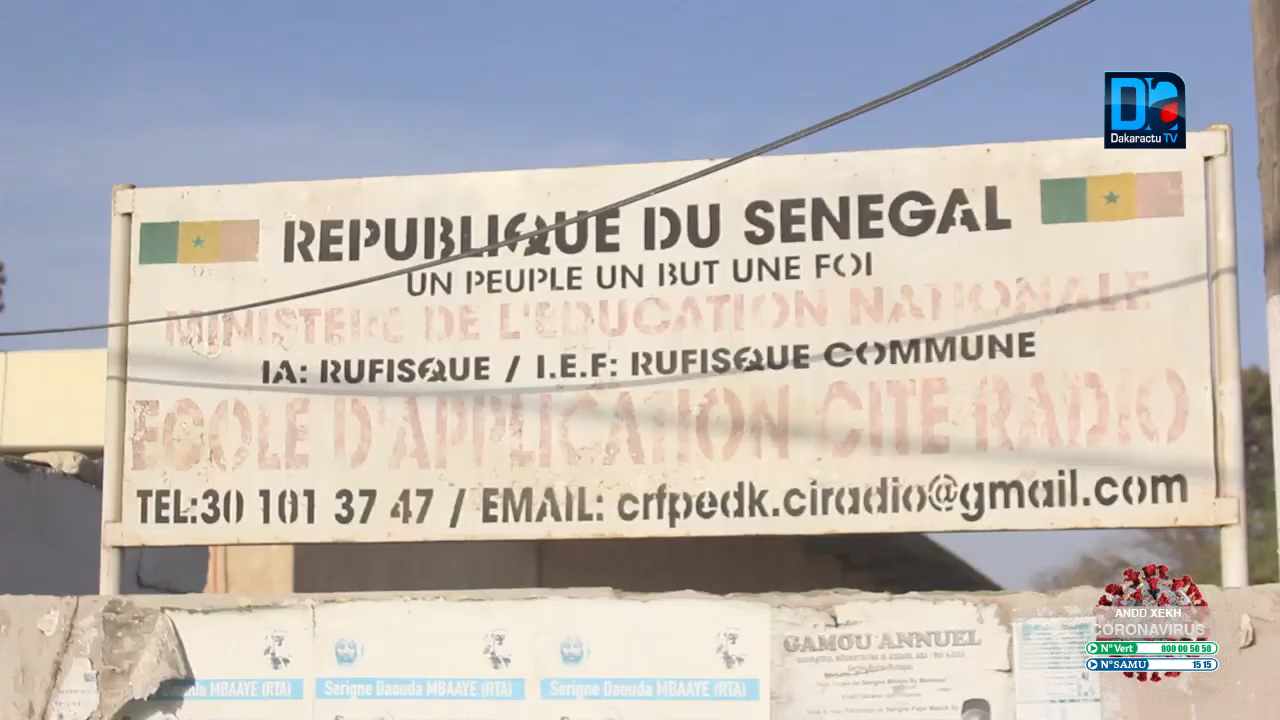 Dakaractu TV
REPUBLIQUE DU SENEGAL
UN PEUPLE UN BUT UNE FOI
MINISTERE DE L'EDUCATION NATIONALE
IA: RUFISQUE / I.E.F: RUFISQUE COMMUNE
ECOLE D'APPLICATION CITE RADIO
TEL:30 101 37 47 / EMAIL: crfpedk.ciradio@gmail.com
ANDD XEKH
CORONAVIRUS
N° Vert 800 00 50 50
N° SAMU 15 15
GAMOU ANNUEL
Daouda MBAAYE (RTA)
Serigne Daouda MBAAYE (RTA)
Serigne Daouda MBAAYE (RTA)